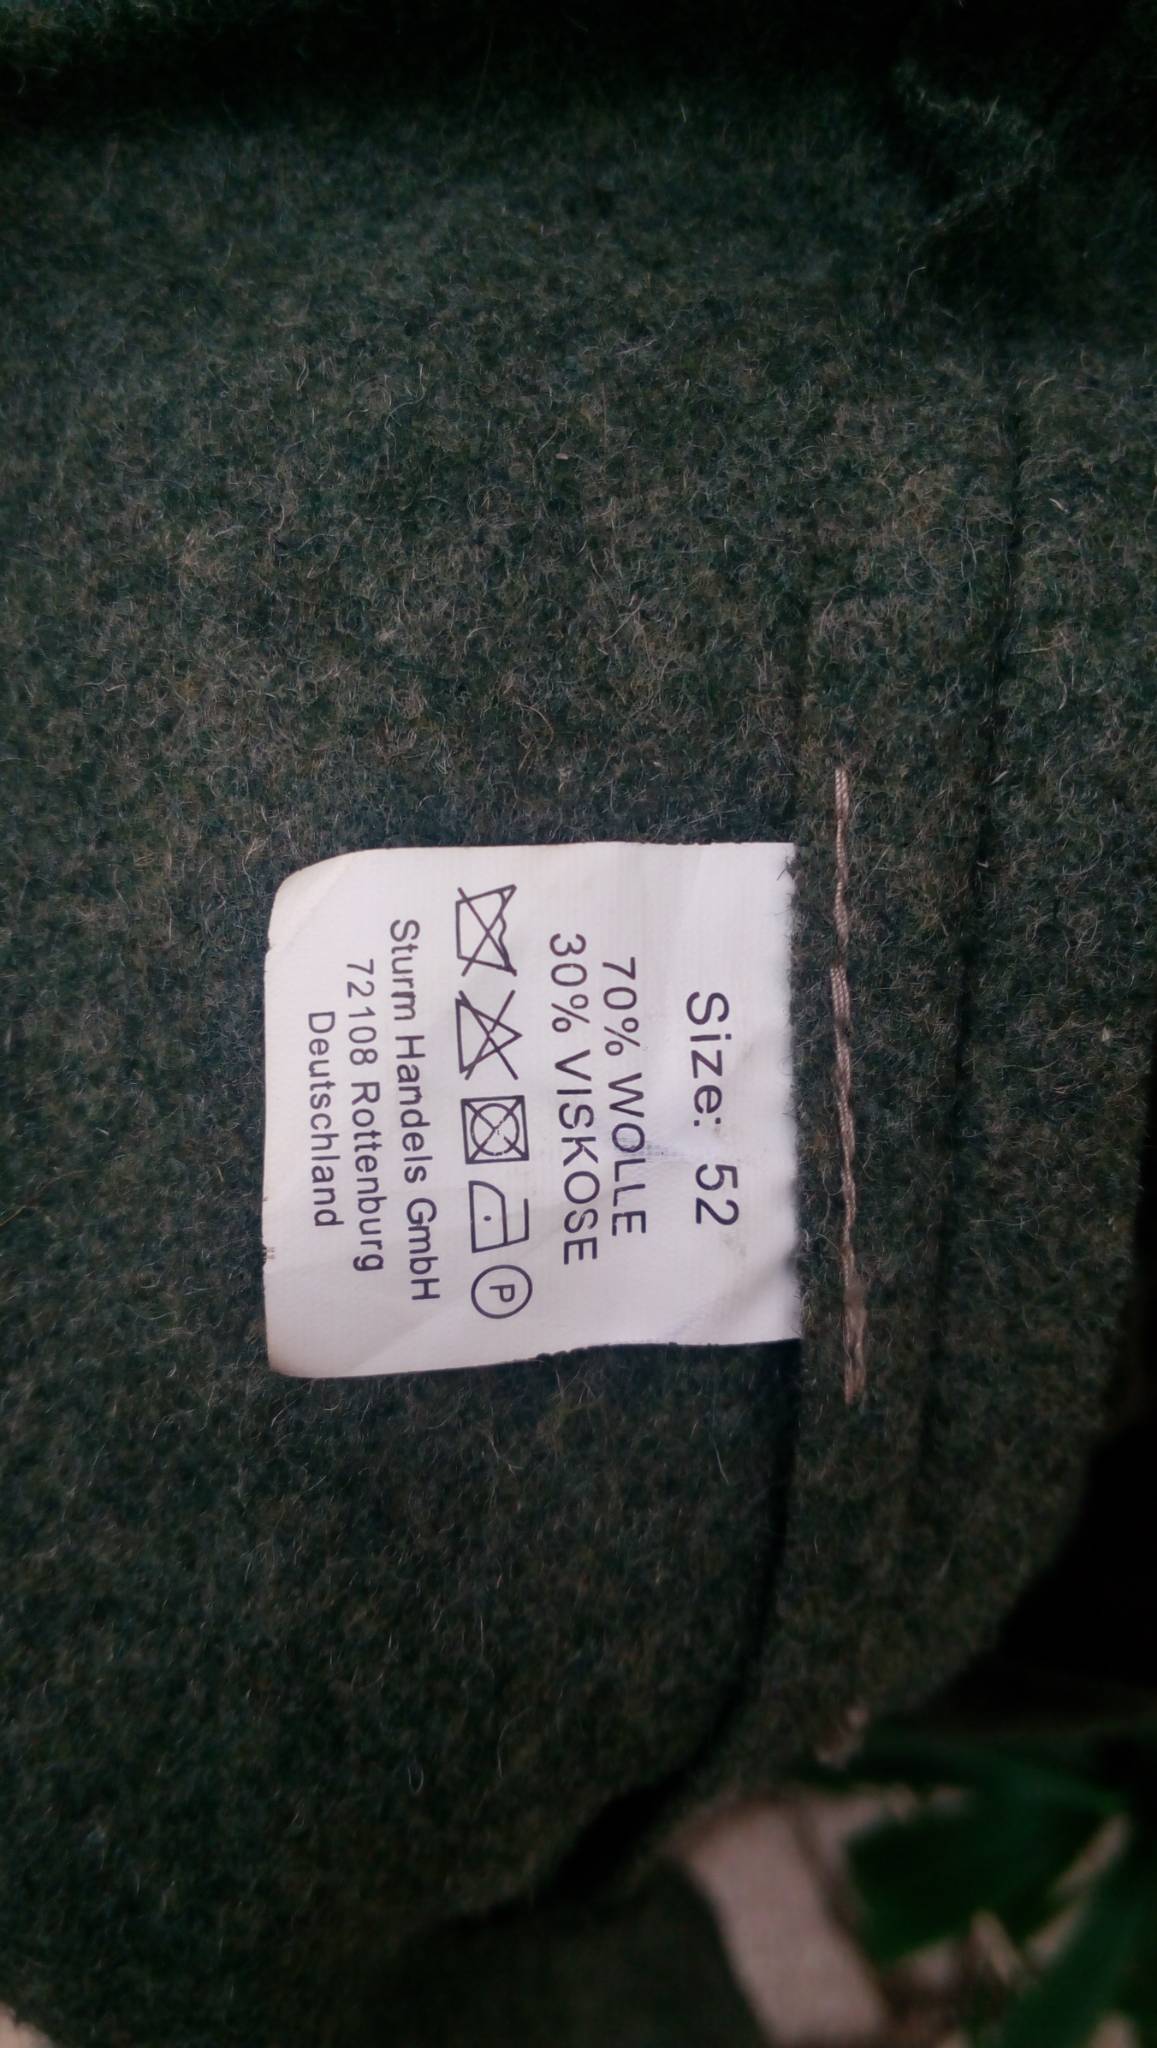 Size: 52
70% WOLLE
30% VISKOSE
P
Sturm Handels GmbH
72108 Rottenburg
Deutschland